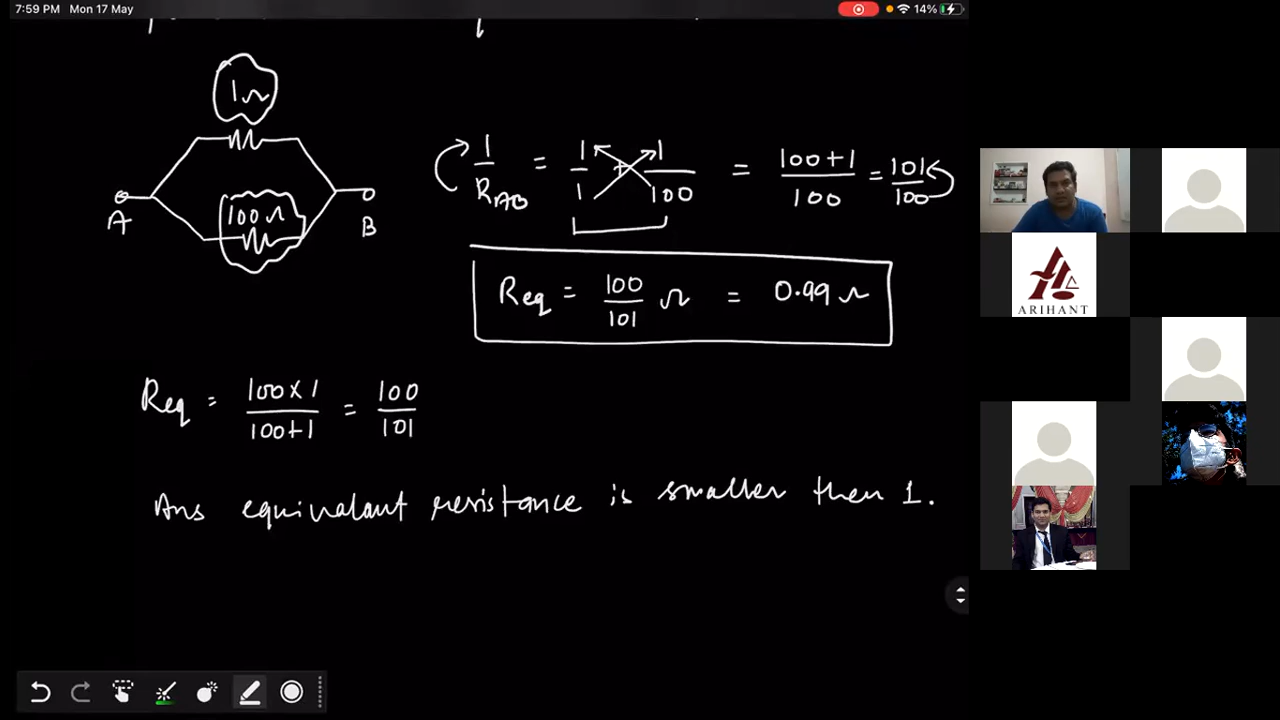 7:59 PM Mon 17 May
14%
1Ω
100Ω
A
B
1/R_AB = 1/1 + 1/100 = 100+1/100 = 101/100
Req = 100/101 Ω = 0.99 Ω
Req = 100×1/100+1 = 100/101
Ans equivalant resistance is smaller then 1.
ARIHANT